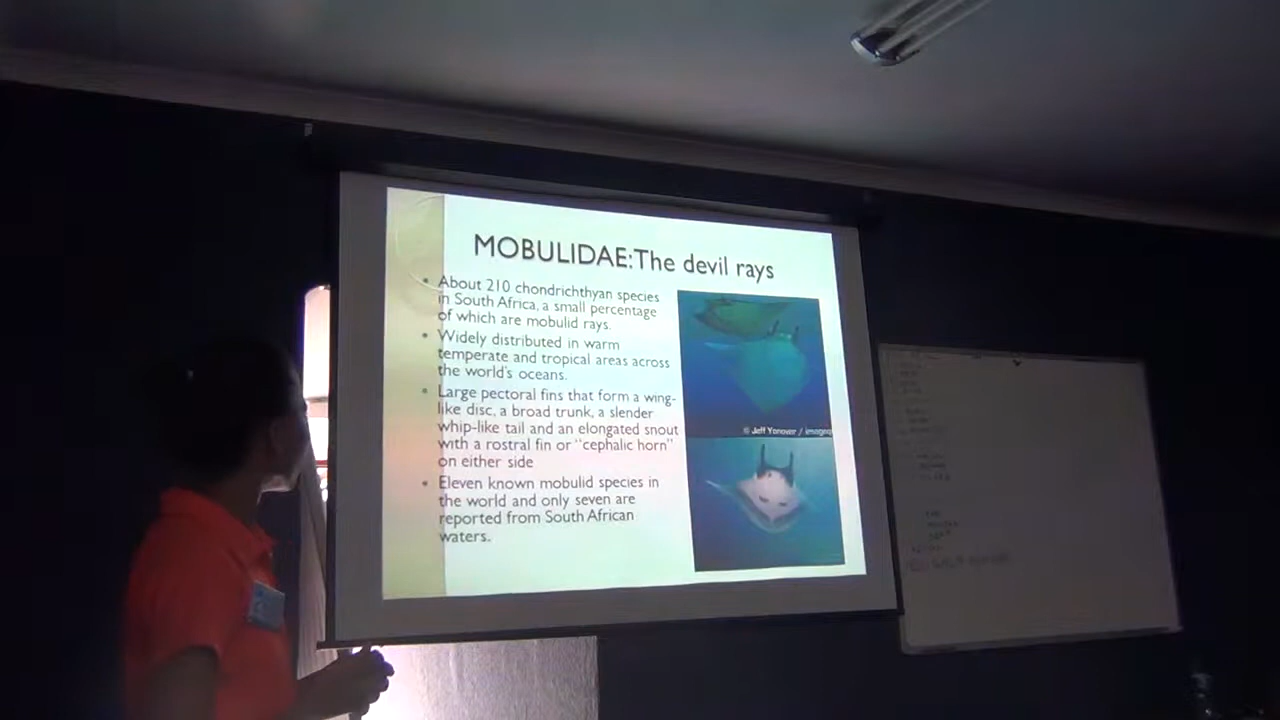 MOBULIDAE:The devil rays
• About 210 chondrichthyan species
in South Africa, a small percentage
of which are mobulid rays.
• Widely distributed in warm
temperate and tropical areas across
the world's oceans.
• Large pectoral fins that form a wing-
like disc, a broad trunk, a slender
whip-like tail and an elongated snout
with a rostral fin or "cephalic horn"
on either side
• Eleven known mobulid species in
the world and only seven are
reported from South African
waters.
© Jeff Yonover /